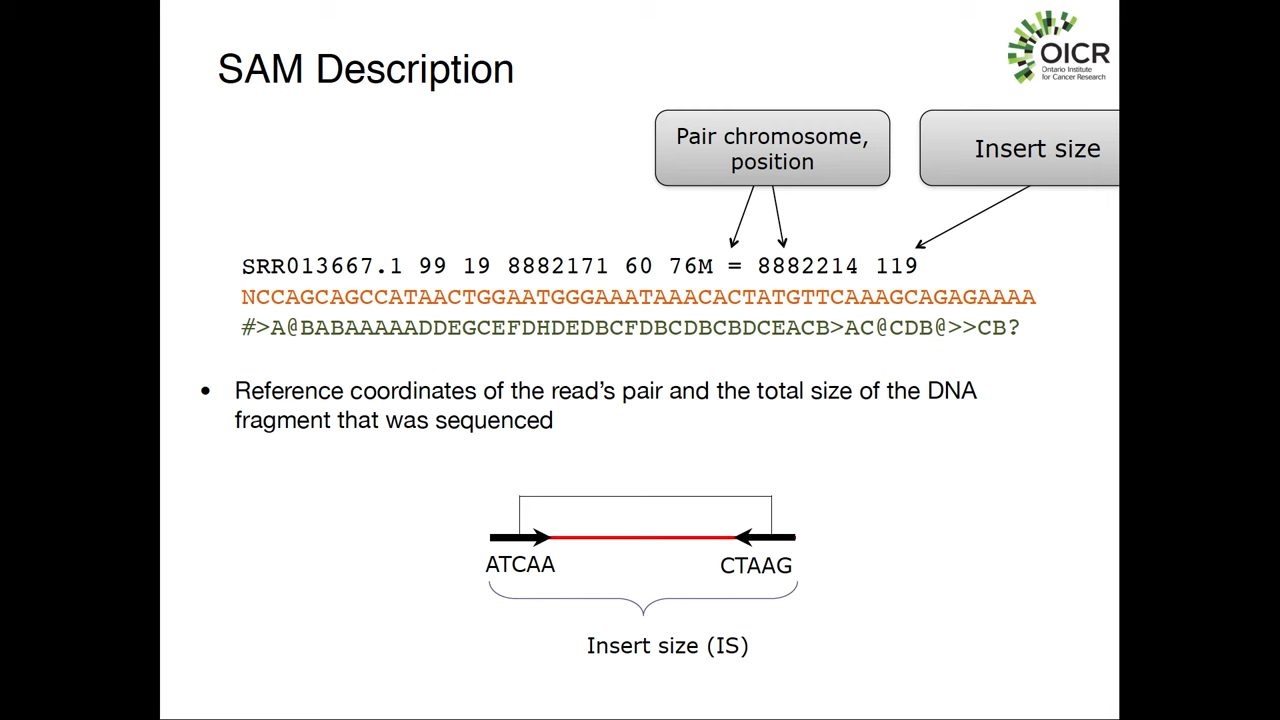 SAM Description
OICR
Ontario Institute
for Cancer Research
Pair chromosome,
position
Insert size
SRR013667.1 99 19 8882171 60 76M = 8882214 119
NCCAGCAGCCATAACTGGAATGGGAAATAAACACTATGTTCAAAGCAGAGAAAA
#>A@BABAAAAADDEGCEFDHDEDBCFDBCDBCBDCEACB>AC@CDB@>>CB?
• Reference coordinates of the read's pair and the total size of the DNA
fragment that was sequenced
ATCAA
CTAAG
Insert size (IS)